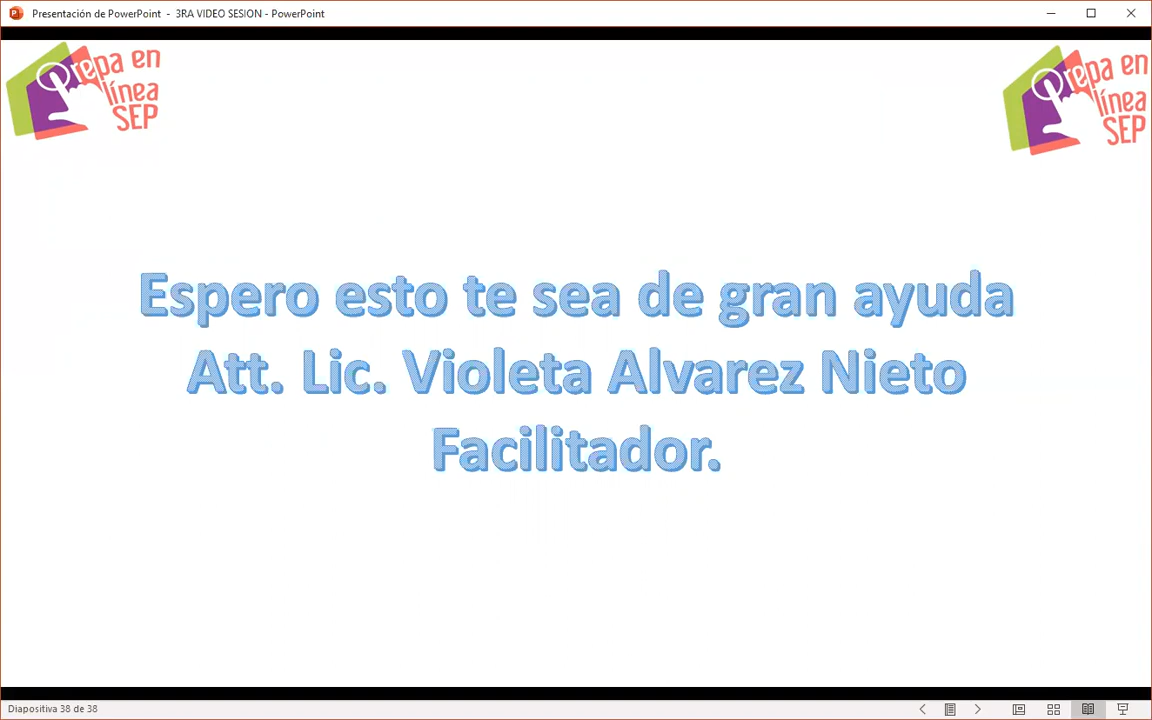 Presentación de PowerPoint - 3RA VIDEO SESION - PowerPoint
Prepa en
línea
SEP
Prepa en
línea
SEP
Espero esto te sea de gran ayuda
Att. Lic. Violeta Alvarez Nieto
Facilitador.
Diapositiva 38 de 38